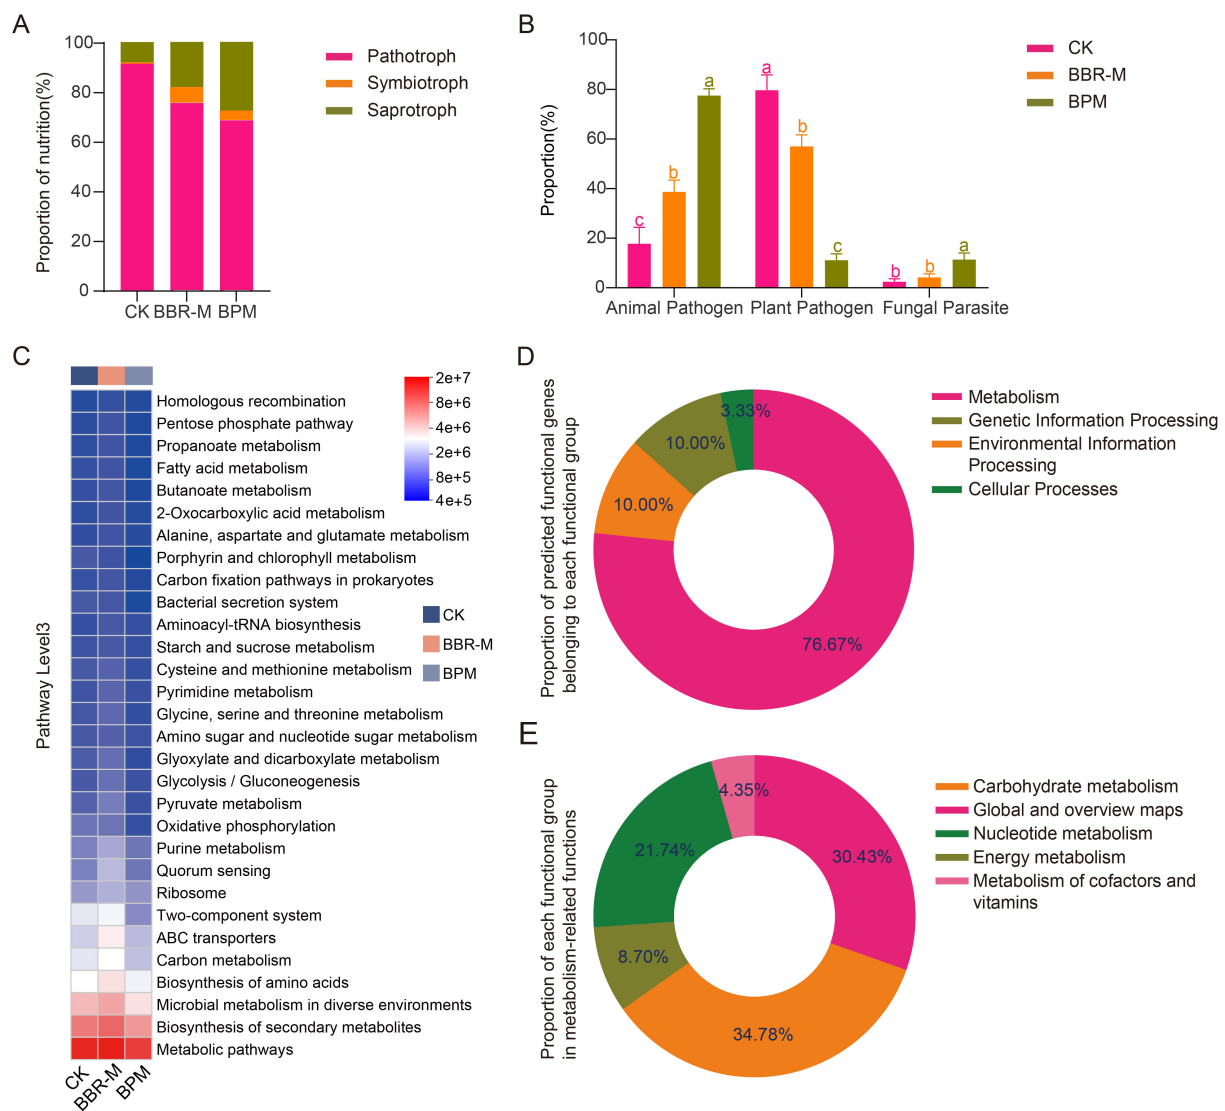 A
Proportion of nutrition(%)
100
80
60
40
20
0
CK BBR-M BPM
Pathotroph
Symbiotroph
Saprotroph
B
Proportion(%)
100
80
60
40
20
0
c
b
a
a
b
c
b
b
a
Animal Pathogen Plant Pathogen Fungal Parasite
CK
BBR-M
BPM
C
Pathway Level3
Homologous recombination
Pentose phosphate pathway
Propanoate metabolism
Fatty acid metabolism
Butanoate metabolism
2-Oxocarboxylic acid metabolism
Alanine, aspartate and glutamate metabolism
Porphyrin and chlorophyll metabolism
Carbon fixation pathways in prokaryotes
Bacterial secretion system
Aminoacyl-tRNA biosynthesis
Starch and sucrose metabolism
Cysteine and methionine metabolism
Pyrimidine metabolism
Glycine, serine and threonine metabolism
Amino sugar and nucleotide sugar metabolism
Glyoxylate and dicarboxylate metabolism
Glycolysis / Gluconeogenesis
Pyruvate metabolism
Oxidative phosphorylation
Purine metabolism
Quorum sensing
Ribosome
Two-component system
ABC transporters
Carbon metabolism
Biosynthesis of amino acids
Microbial metabolism in diverse environments
Biosynthesis of secondary metabolites
Metabolic pathways
CK
BBR-M
BPM
2e+7
8e+6
4e+6
2e+6
8e+5
4e+5
CK
BBR-M
BPM
D
Proportion of predicted functional genes
belonging to each functional group
3.33%
10.00%
10.00%
76.67%
Metabolism
Genetic Information Processing
Environmental Information
Processing
Cellular Processes
E
Proportion of each functional group
in metabolism-related functions
4.35%
30.43%
21.74%
8.70%
34.78%
Carbohydrate metabolism
Global and overview maps
Nucleotide metabolism
Energy metabolism
Metabolism of cofactors and
vitamins